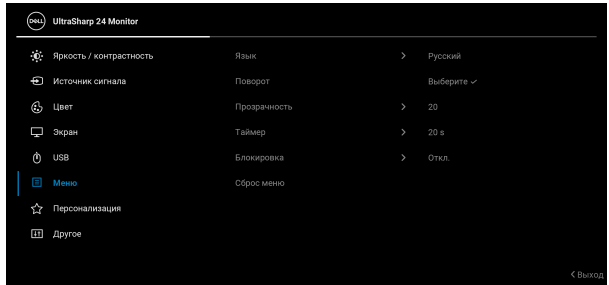 DELL UltraSharp 24 Monitor
Яркость / контрастность Язык Русский
Источник сигнала Поворот Выберите
Цвет Прозрачность 20
Экран Таймер 20 s
USB Блокировка Откл.
Меню Сброс меню
Персонализация
Другое
Выход